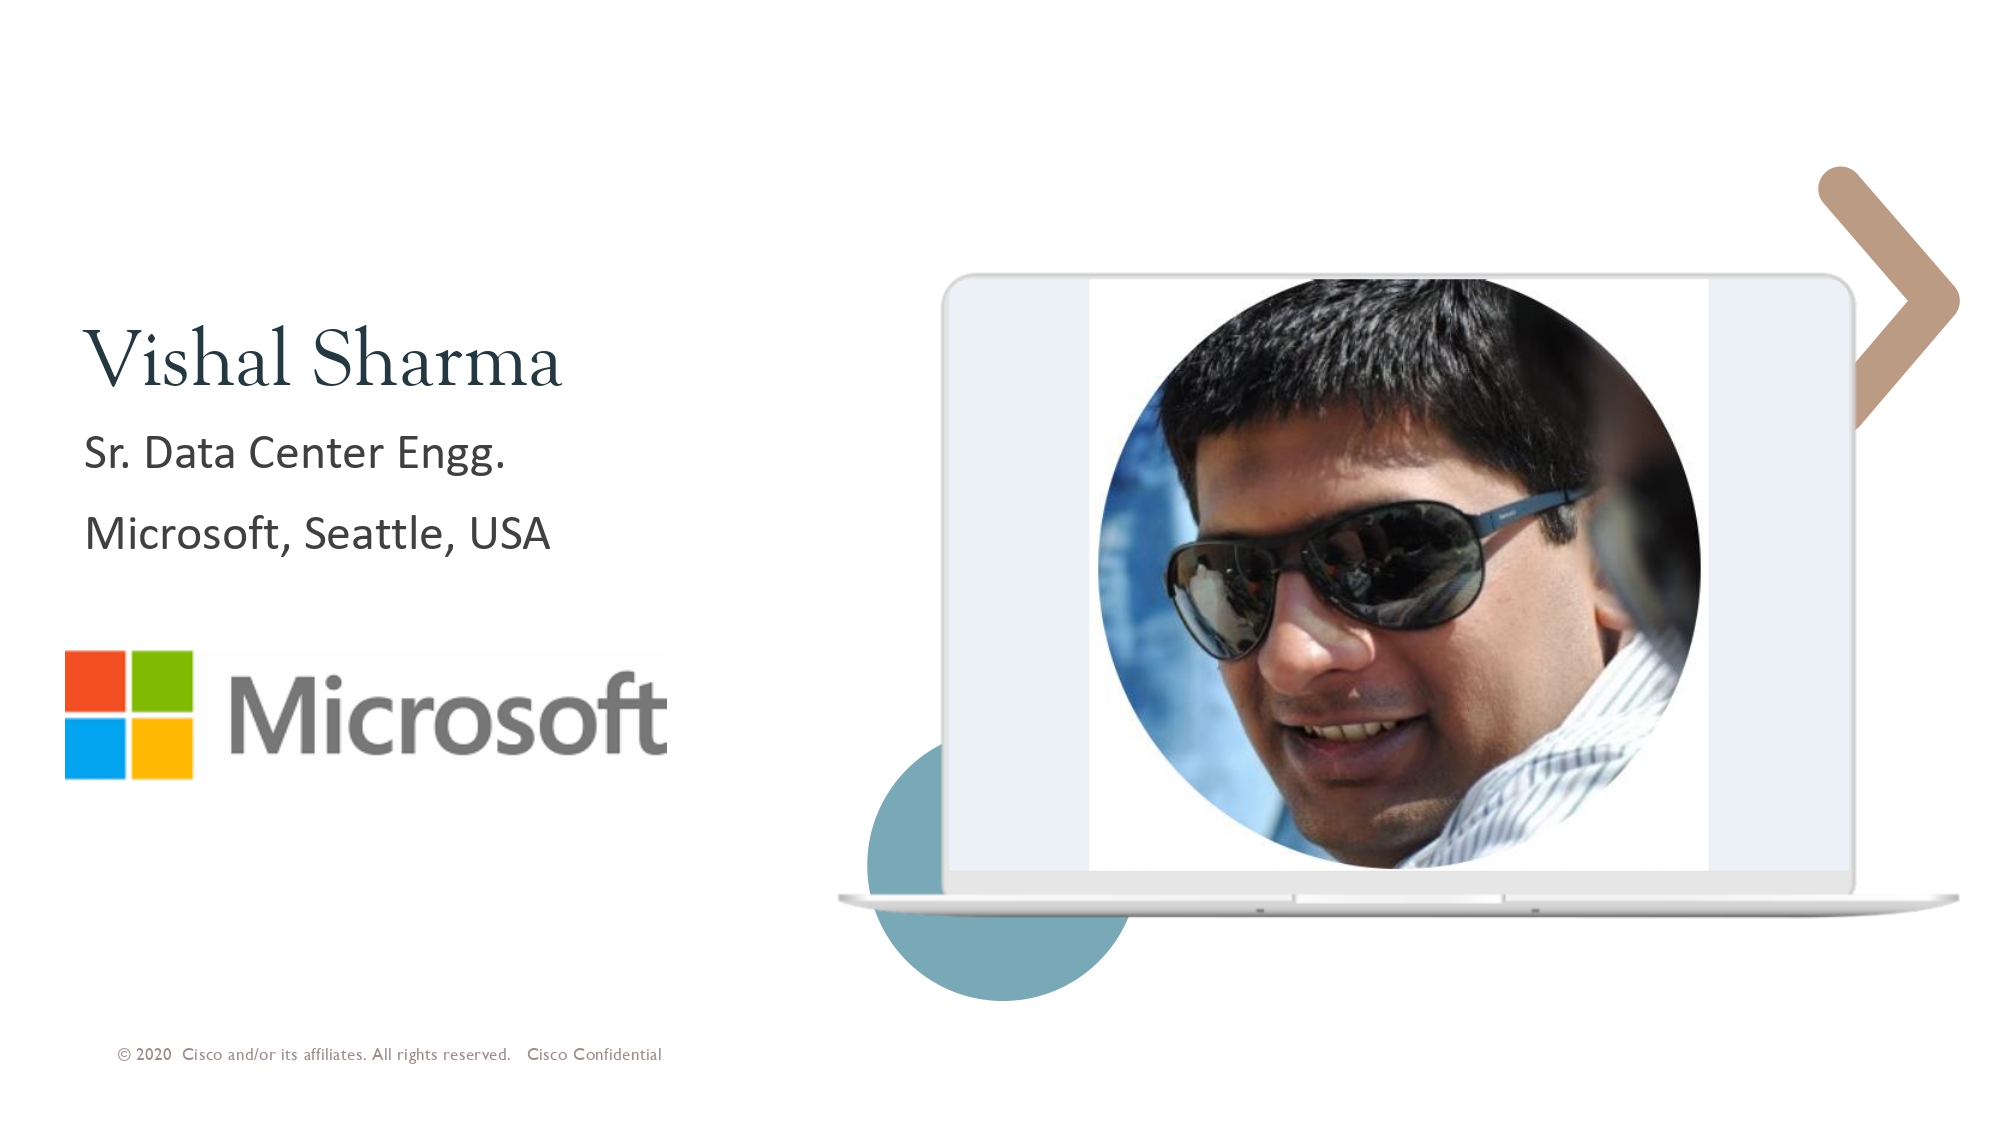 Vishal Sharma
Sr. Data Center Engg.
Microsoft, Seattle, USA
Microsoft
© 2020 Cisco and/or its affiliates. All rights reserved. Cisco Confidential